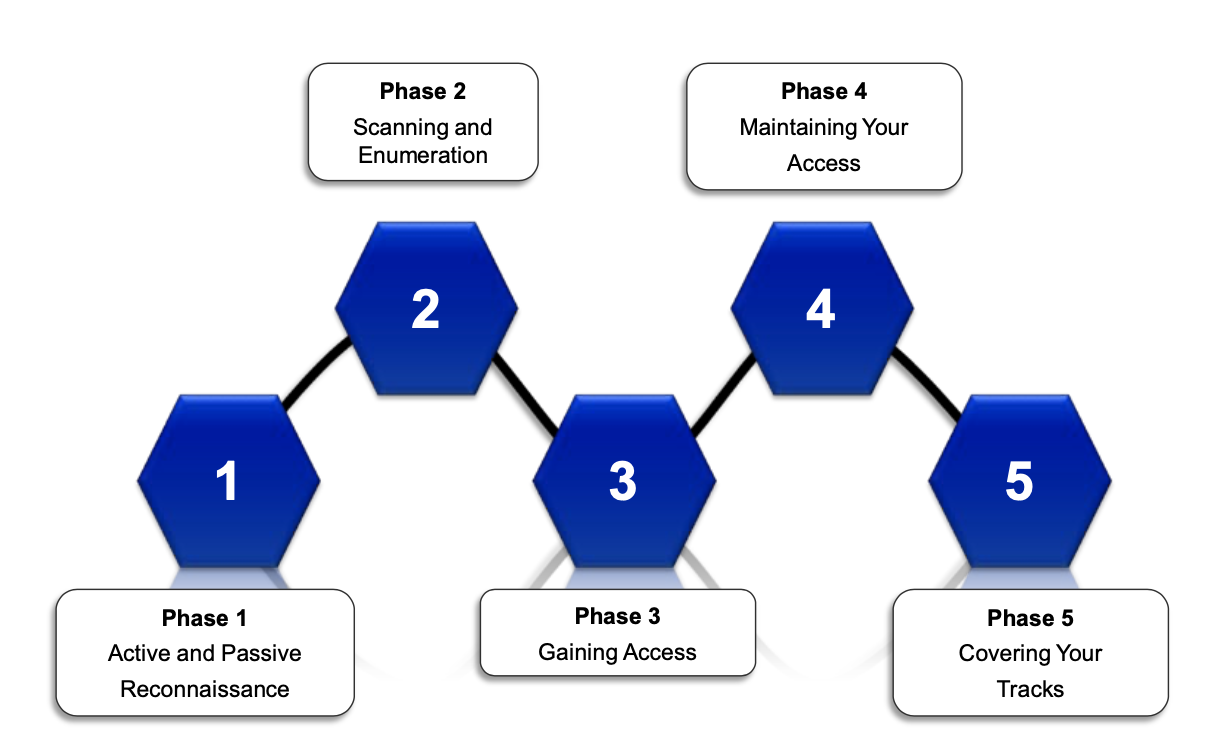 Phase 2
Scanning and
Enumeration
Phase 4
Maintaining Your
Access
2
4
1
3
5
Phase 1
Active and Passive
Reconnaissance
Phase 3
Gaining Access
Phase 5
Covering Your
Tracks